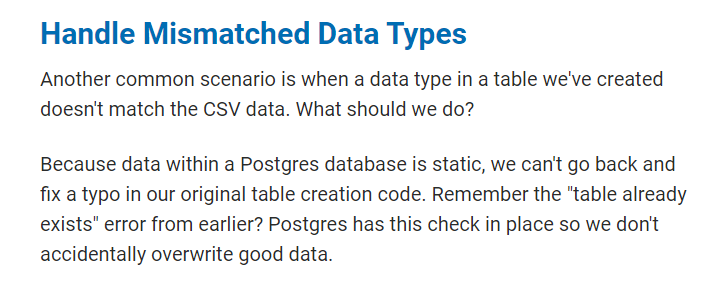 Handle Mismatched Data Types
Another common scenario is when a data type in a table we've created
doesn't match the CSV data. What should we do?
Because data within a Postgres database is static, we can't go back and
fix a typo in our original table creation code. Remember the "table already
exists" error from earlier? Postgres has this check in place so we don't
accidentally overwrite good data.